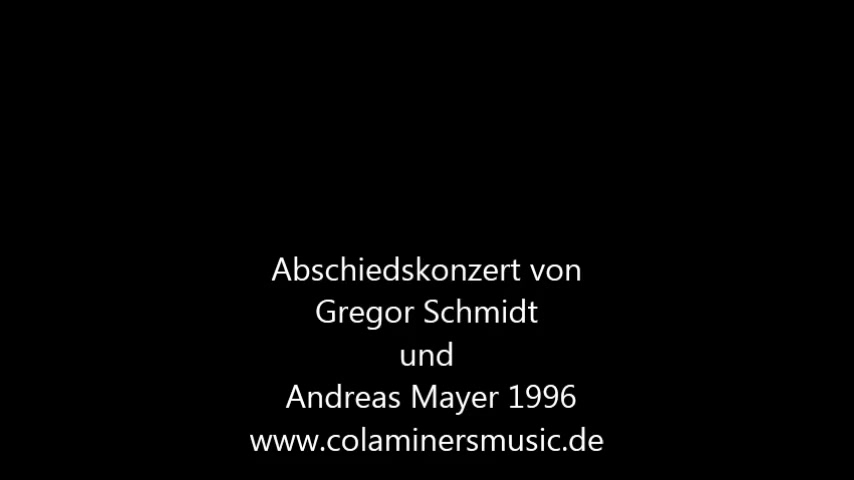 Abschiedskonzert von
Gregor Schmidt
und
Andreas Mayer 1996
www.colaminersmusic.de